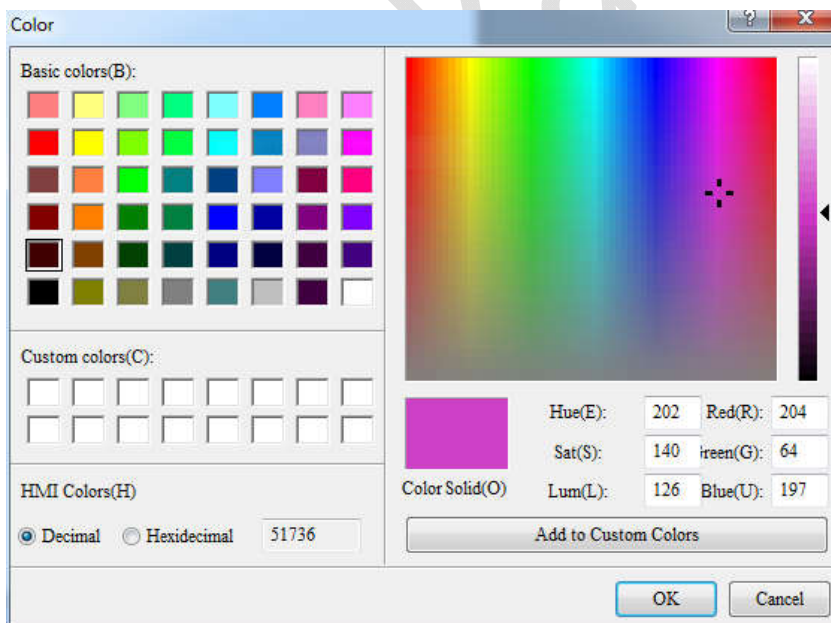 Color
Basic colors(B):
Custom colors(C):
HMI Colors(H)
Decimal Hexidecimal 51736
Hue(E): 202 Red(R): 204
Sat(S): 140 reen(G): 64
Color Solid(O) Lum(L): 126 Blue(U): 197
Add to Custom Colors
OK Cancel